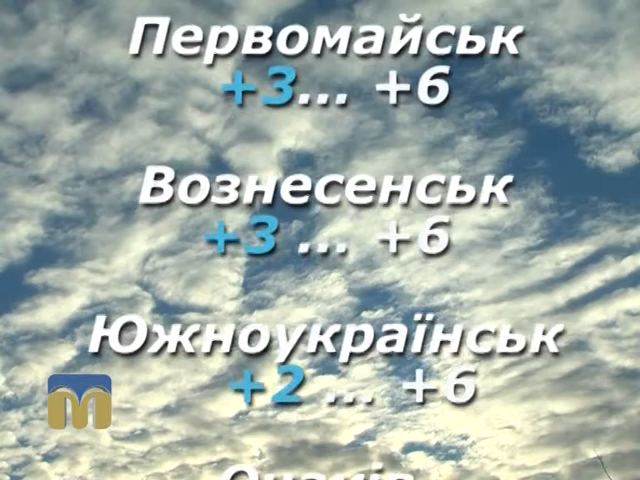 Первомайськ
+3... +6
Вознесенськ
+3 ... +6
Южноукраїнськ
+2 ... +6